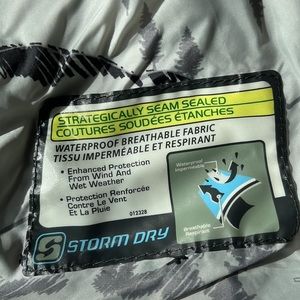 STRATEGICALLY SEAM SEALED
COUTURES SOUDÉES ÉTANCHES
WATERPROOF BREATHABLE FABRIC
TISSU IMPERMÉABLE ET RESPIRANT
• Enhanced Protection
From Wind And
Wet Weather
• Protection Renforcée
Contre Le Vent
Et La Pluie
012328
Waterproof
Imperméable
Breathable
Respirant
S STORM DRY